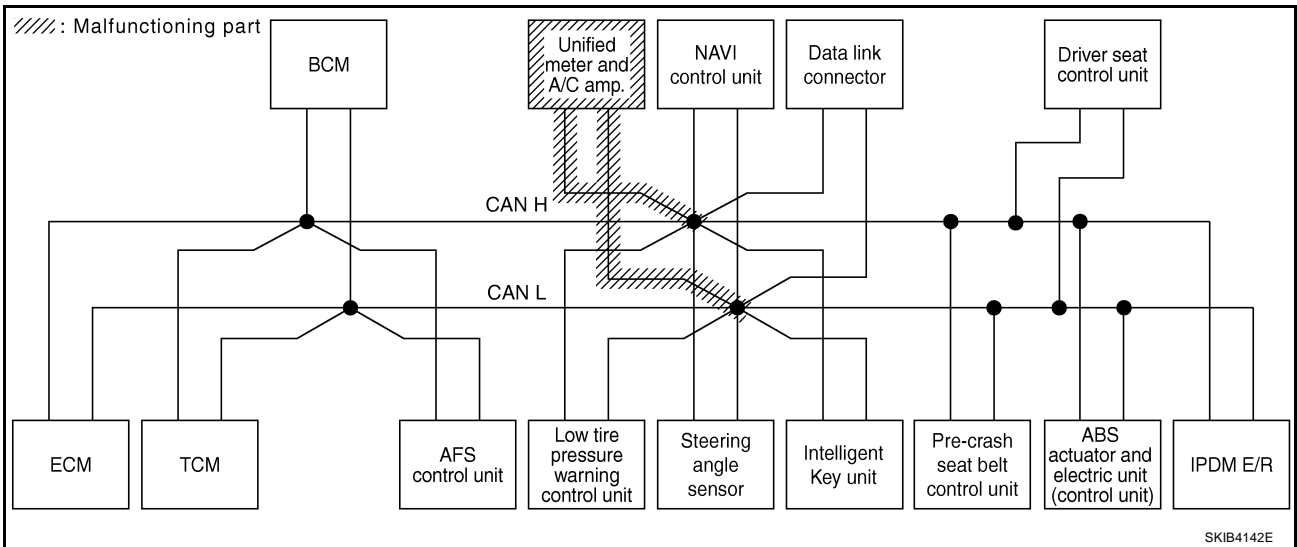 : Malfunctioning part
BCM
Unified
meter and
A/C amp.
NAVI
control unit
Data link
connector
Driver seat
control unit
CAN H
CAN L
ECM
TCM
AFS
control unit
Low tire
pressure
warning
control unit
Steering
angle
sensor
Intelligent
Key unit
Pre-crash
seat belt
control unit
ABS
actuator and
electric unit
(control unit)
IPDM E/R
SKIB4142E